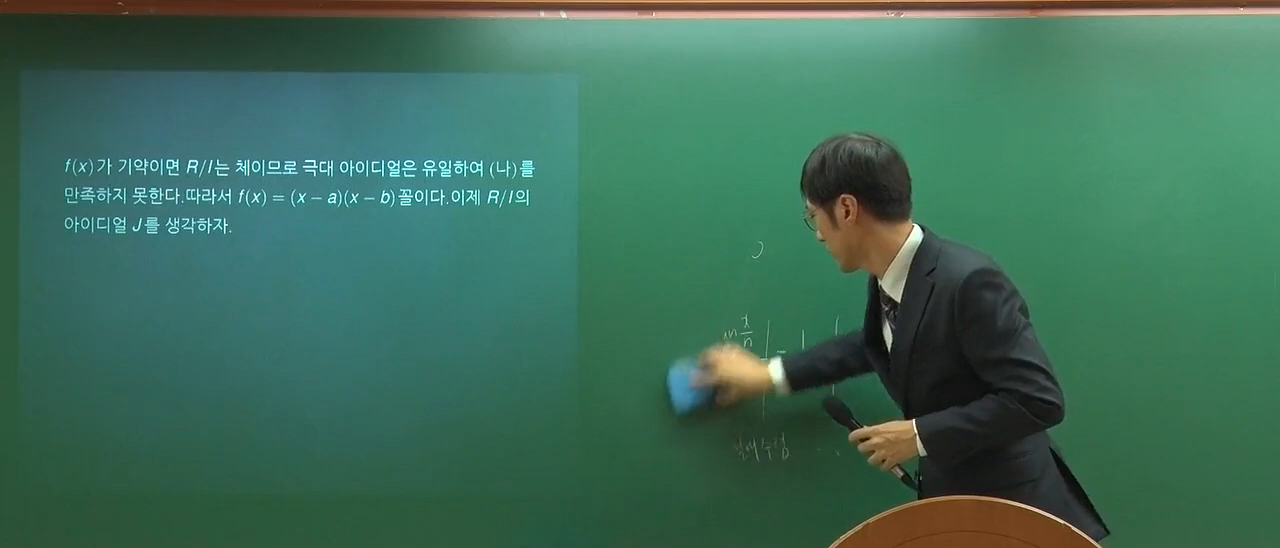 f(x)가 기약이면 R/I는 체이므로 극대 아이디얼은 유일하여 (나)를
만족하지 못한다.따라서 f(x) = (x − a)(x − b)꼴이다.이제 R/I의
아이디얼 J를 생각하자.
x
n
수렴